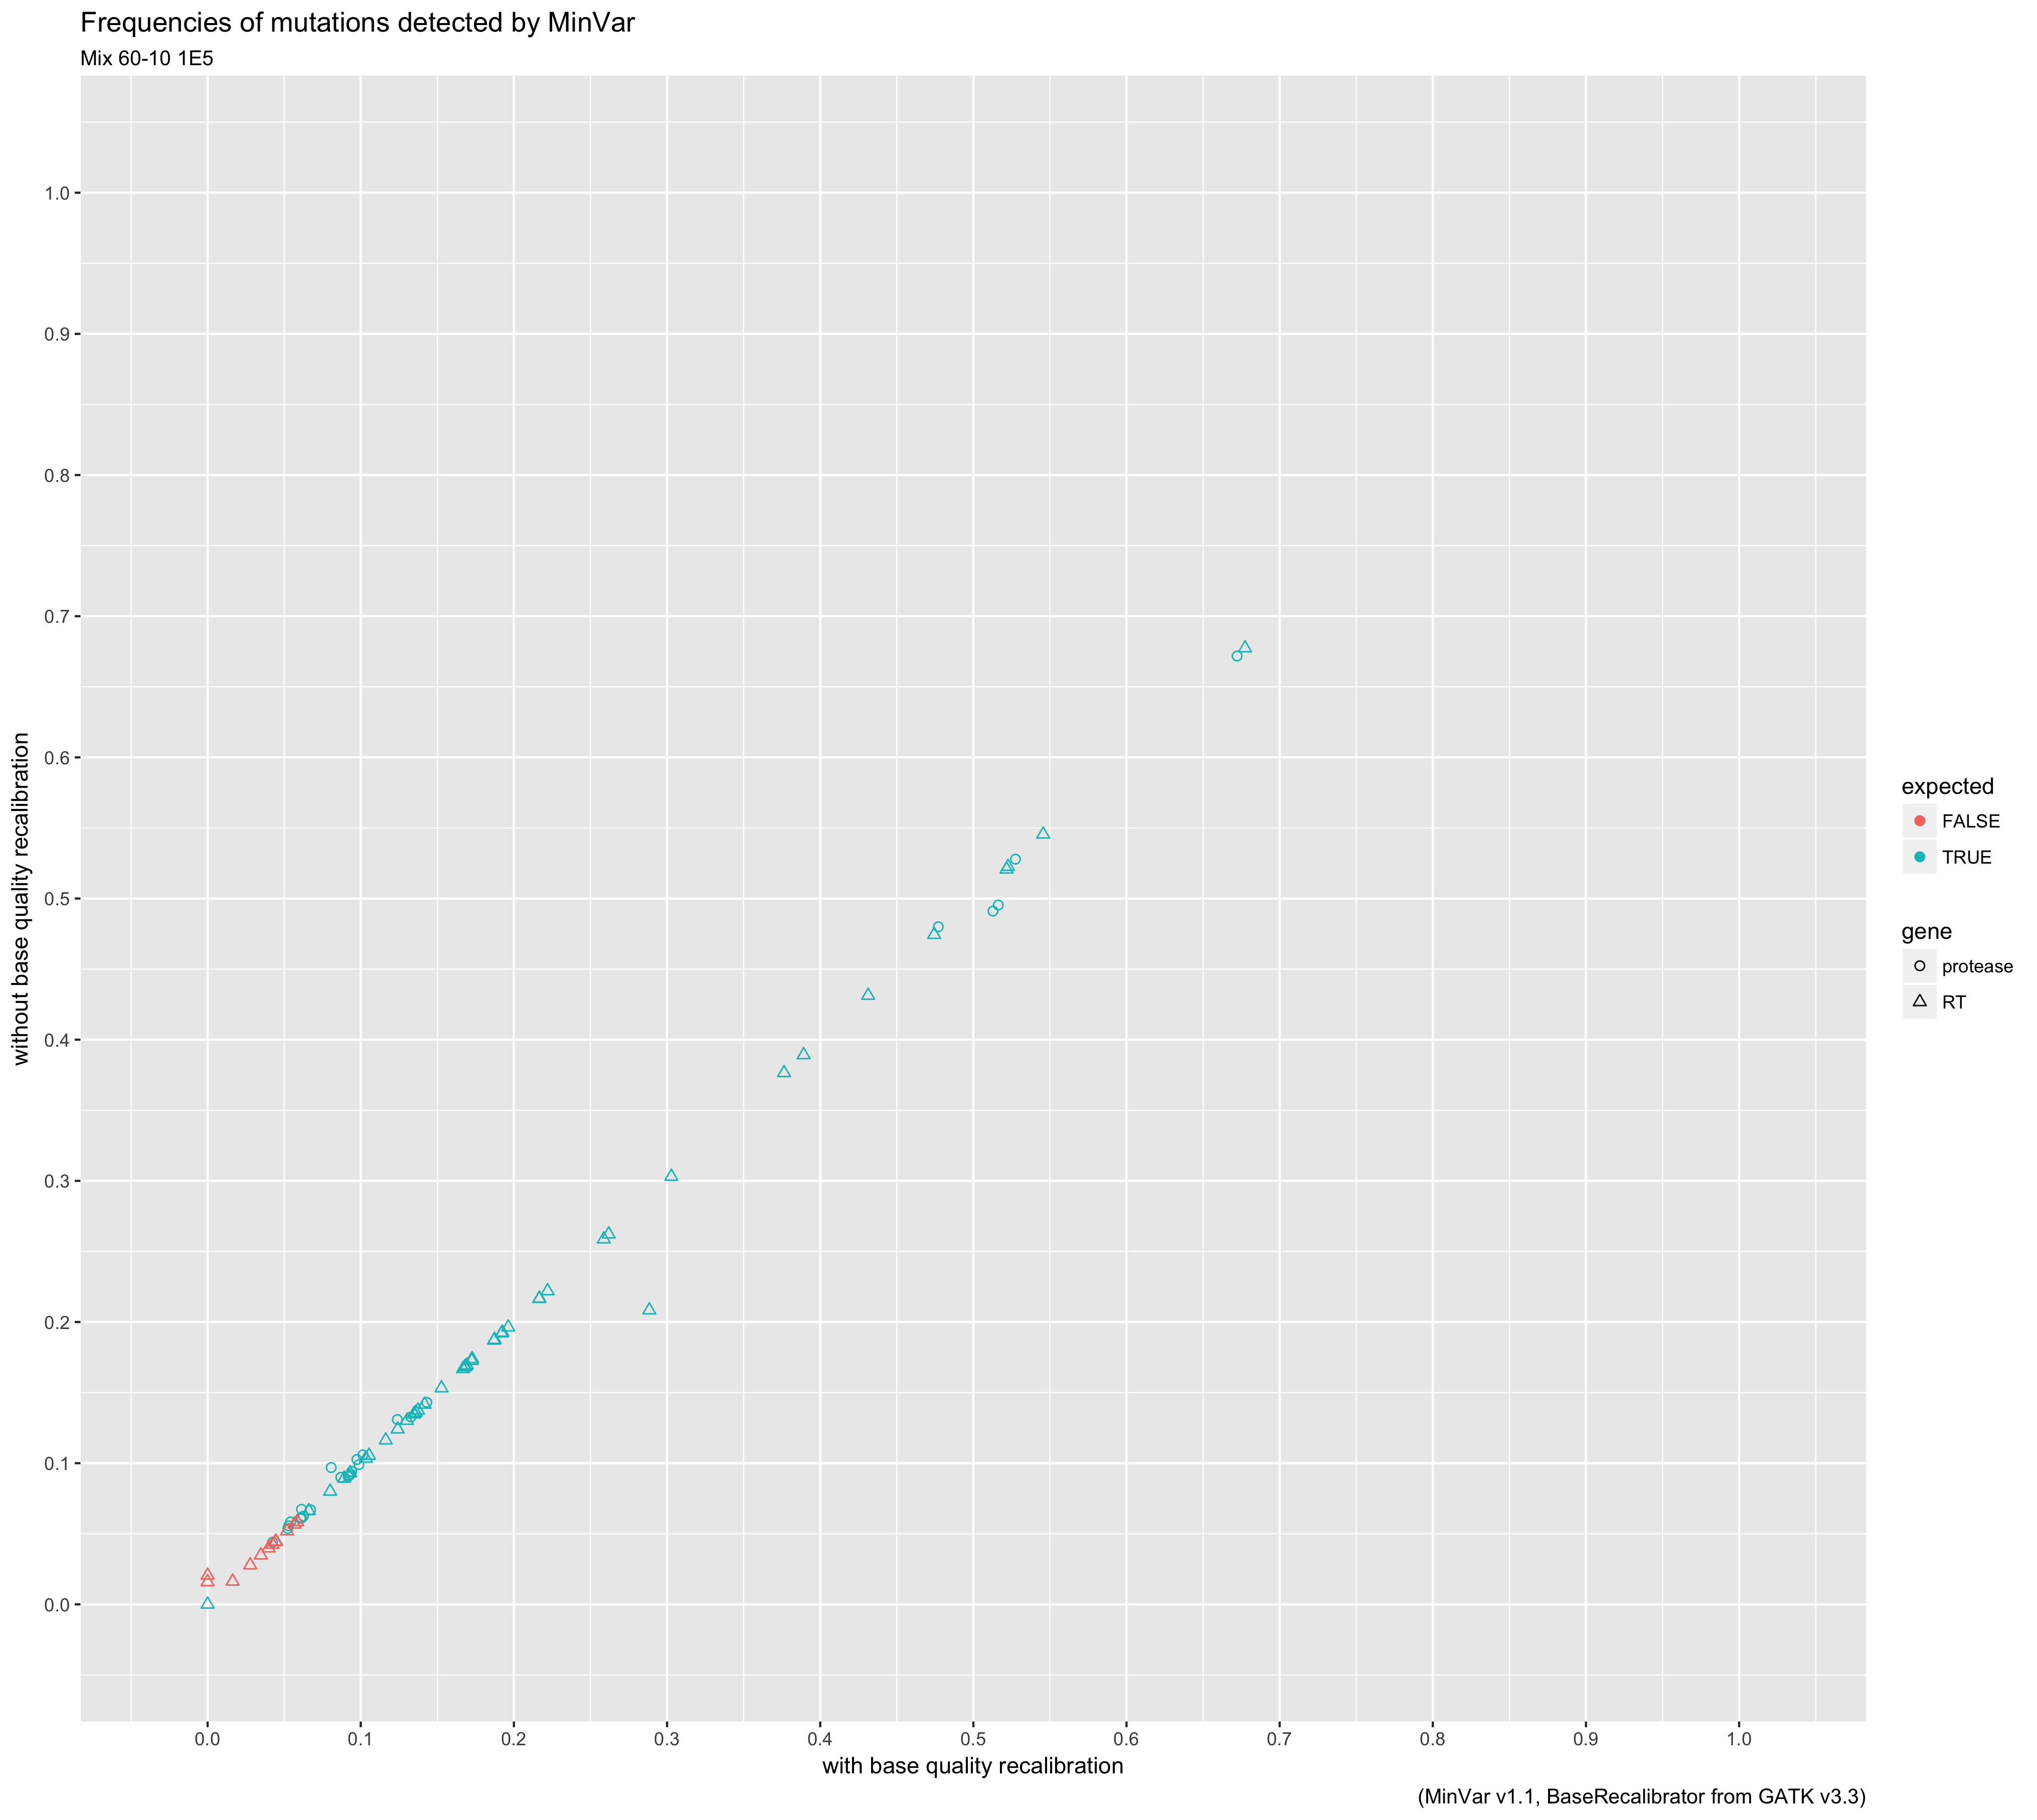 Frequencies of mutations detected by MinVar
Mix 60-10 1E5
without base quality recalibration
1.0
0.9
0.8
0.7
0.6
0.5
0.4
0.3
0.2
0.1
0.0
0.0 0.1 0.2 0.3 0.4 0.5 0.6 0.7 0.8 0.9 1.0
with base quality recalibration
expected
FALSE
TRUE
gene
protease
RT
(MinVar v1.1, BaseRecalibrator from GATK v3.3)